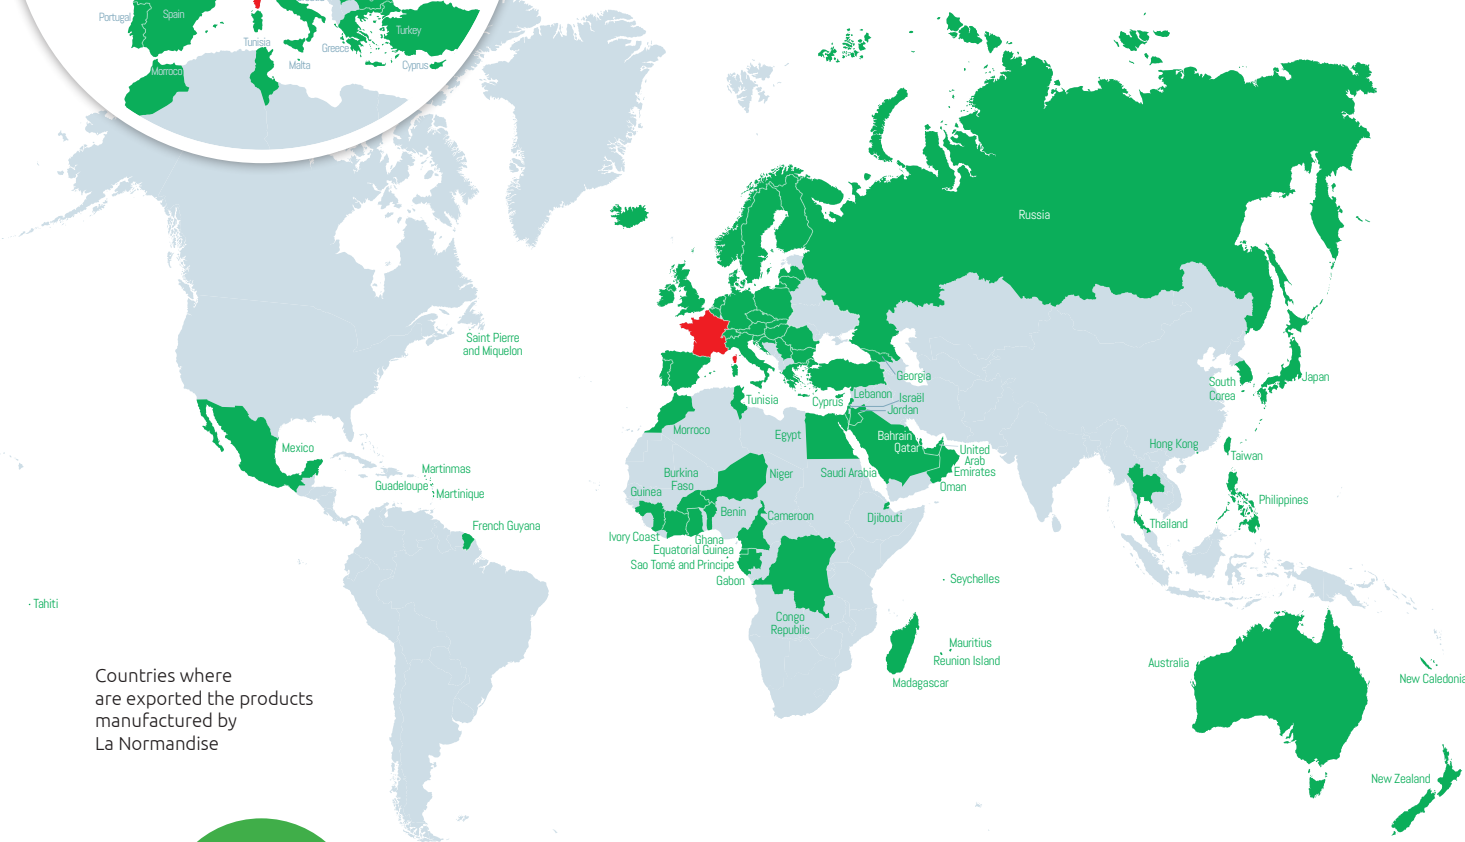 Portugal
Spain
Tunisia
Malta
Greece
Turkey
Cyprus
Morroco
Russia
Saint Pierre
and Miquelon
Georgia
Lebanon
Israël
Jordan
Cyprus
Tunisia
Morroco
Egypt
Bahrain
Qatar
United
Arab
Emirates
Oman
Saudi Arabia
South
Corea
Japan
Hong Kong
Taiwan
Philippines
Thailand
Mexico
Martinmas
Guadeloupe
Martinique
French Guyana
Burkina
Faso
Niger
Guinea
Benin
Cameroon
Djibouti
Ivory Coast
Ghana
Equatorial Guinea
Sao Tomé and Principe
Gabon
Congo
Republic
Seychelles
Mauritius
Reunion Island
Madagascar
Tahiti
Australia
New Caledonia
New Zealand
Countries where
are exported the products
manufactured by
La Normandise